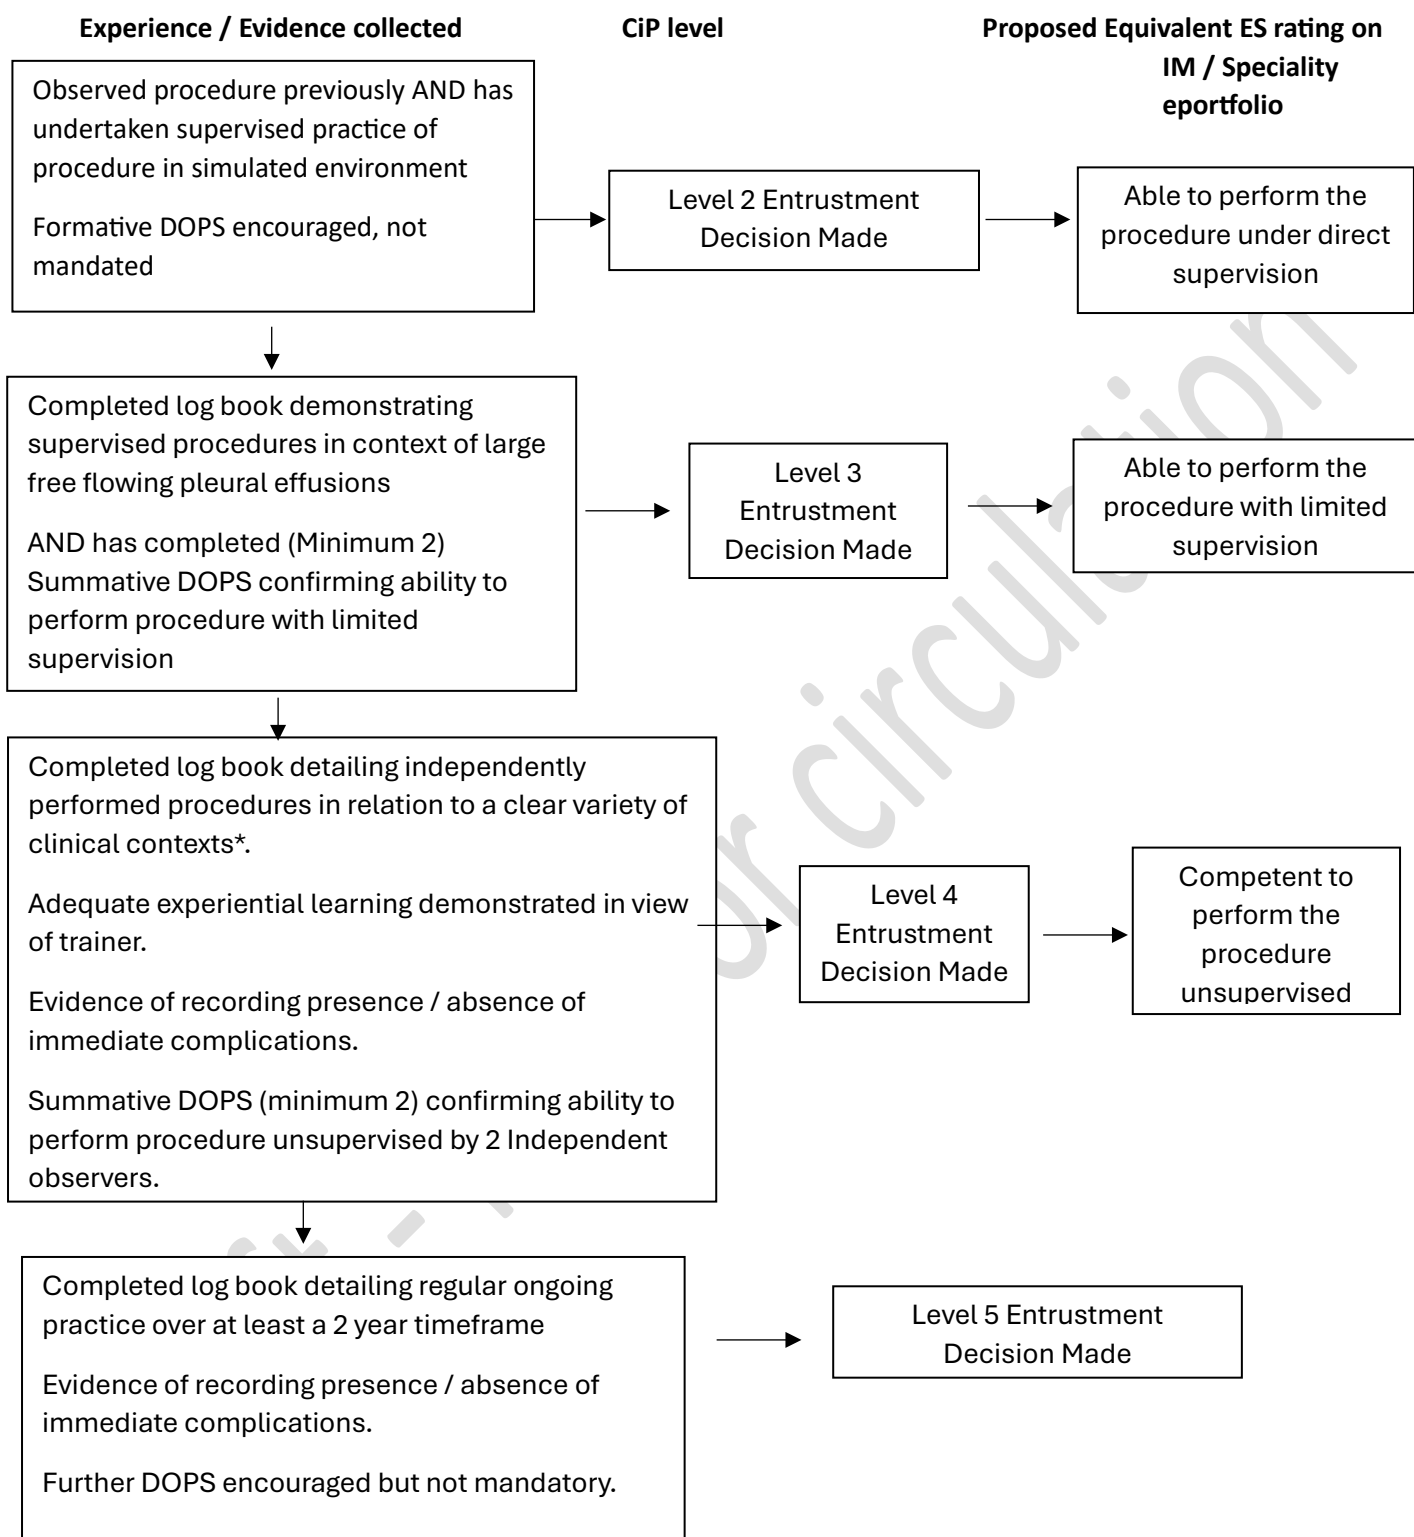 Experience / Evidence collected
CiP level
Proposed Equivalent ES rating on
IM / Speciality
eportfolio
Observed procedure previously AND has
undertaken supervised practice of
procedure in simulated environment
Formative DOPS encouraged, not
mandated
Level 2 Entrustment
Decision Made
Able to perform the
procedure under direct
supervision
Completed log book demonstrating
supervised procedures in context of large
free flowing pleural effusions
AND has completed (Minimum 2)
Summative DOPS confirming ability to
perform procedure with limited
supervision
Level 3
Entrustment
Decision Made
Able to perform the
procedure with limited
supervision
Completed log book detailing independently
performed procedures in relation to a clear variety of
clinical contexts*.
Adequate experiential learning demonstrated in view
of trainer.
Evidence of recording presence / absence of
immediate complications.
Summative DOPS (minimum 2) confirming ability to
perform procedure unsupervised by 2 Independent
observers.
Level 4
Entrustment
Decision Made
Competent to
perform the
procedure
unsupervised
Completed log book detailing regular ongoing
practice over at least a 2 year timeframe
Evidence of recording presence / absence of
immediate complications.
Further DOPS encouraged but not mandatory.
Level 5 Entrustment
Decision Made
circulation